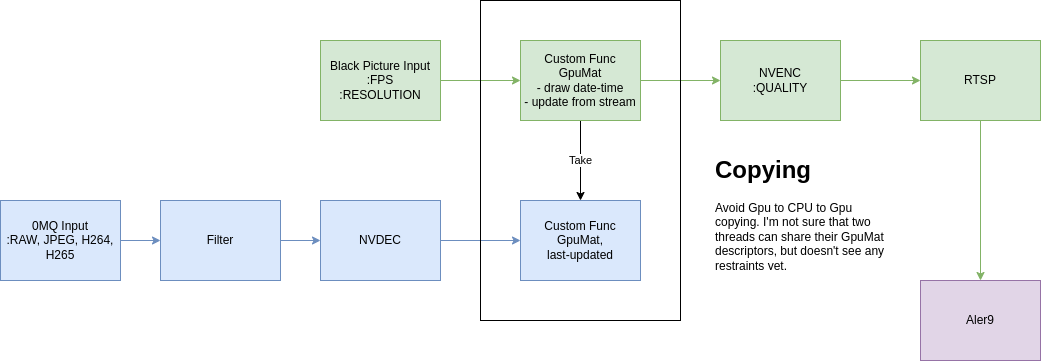 Black Picture Input
:FPS
:RESOLUTION
Custom Func
GpuMat
- draw date-time
- update from stream
NVENC
:QUALITY
RTSP
Take
Copying
Avoid Gpu to CPU to Gpu
copying. I'm not sure that two
threads can share their GpuMat
descriptors, but doesn't see any
restraints vet.
0MQ Input
:RAW, JPEG, H264,
H265
Filter
NVDEC
Custom Func
GpuMat,
last-updated
Aler9